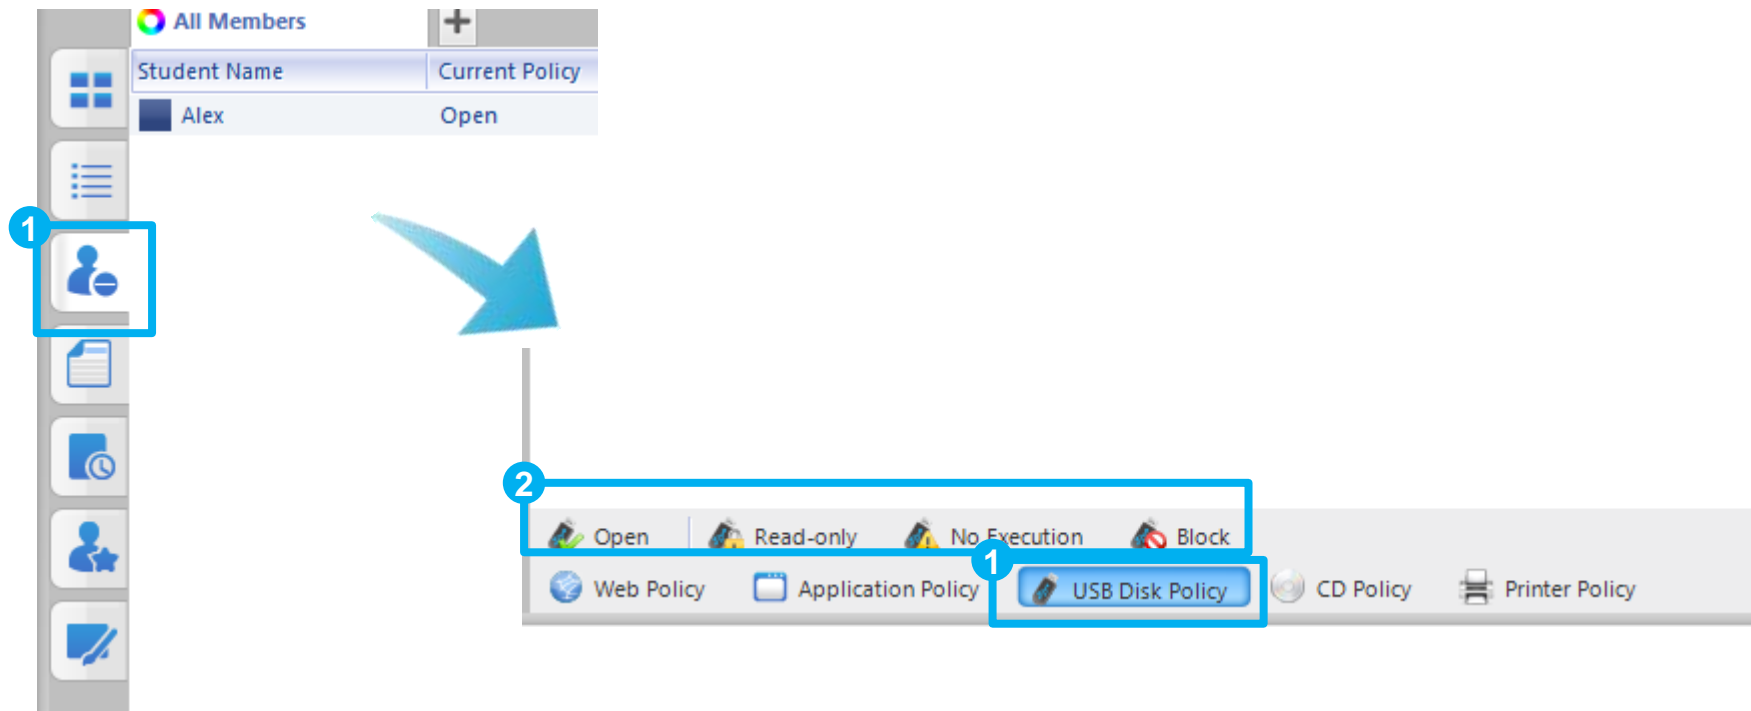 All Members
Student Name Current Policy
Alex Open
1
2
Open Read-only No Execution Block
1
Web Policy Application Policy USB Disk Policy CD Policy Printer Policy